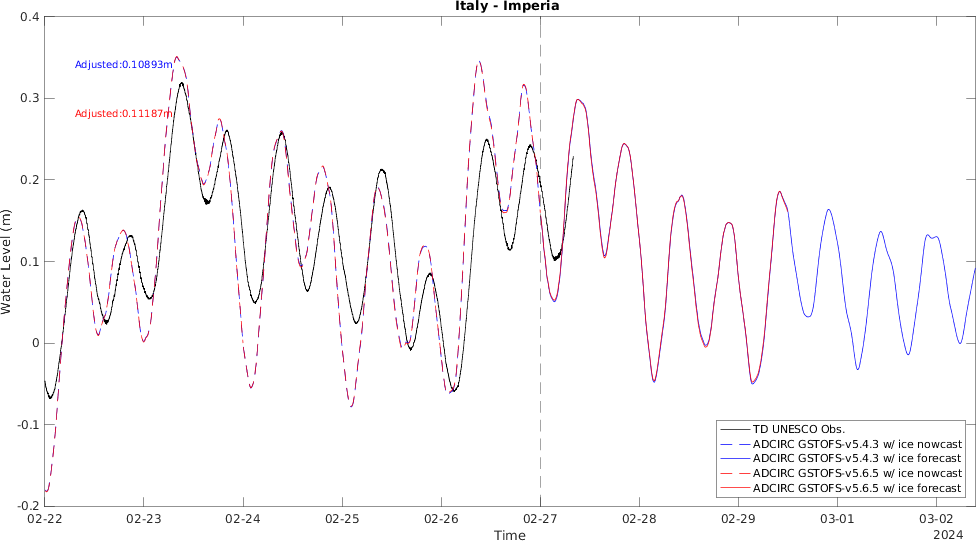 Italy - Imperia
0.4
0.3
0.2
0.1
0
-0.1
-0.2
Water Level (m)
Adjusted:0.10893m
Adjusted:0.11187m
TD UNESCO Obs.
ADCIRC GSTOFS-v5.4.3 w/ ice nowcast
ADCIRC GSTOFS-v5.4.3 w/ ice forecast
ADCIRC GSTOFS-v5.6.5 w/ ice nowcast
ADCIRC GSTOFS-v5.6.5 w/ ice forecast
02-22 02-23 02-24 02-25 02-26 02-27 02-28 02-29 03-01 03-02
Time
2024